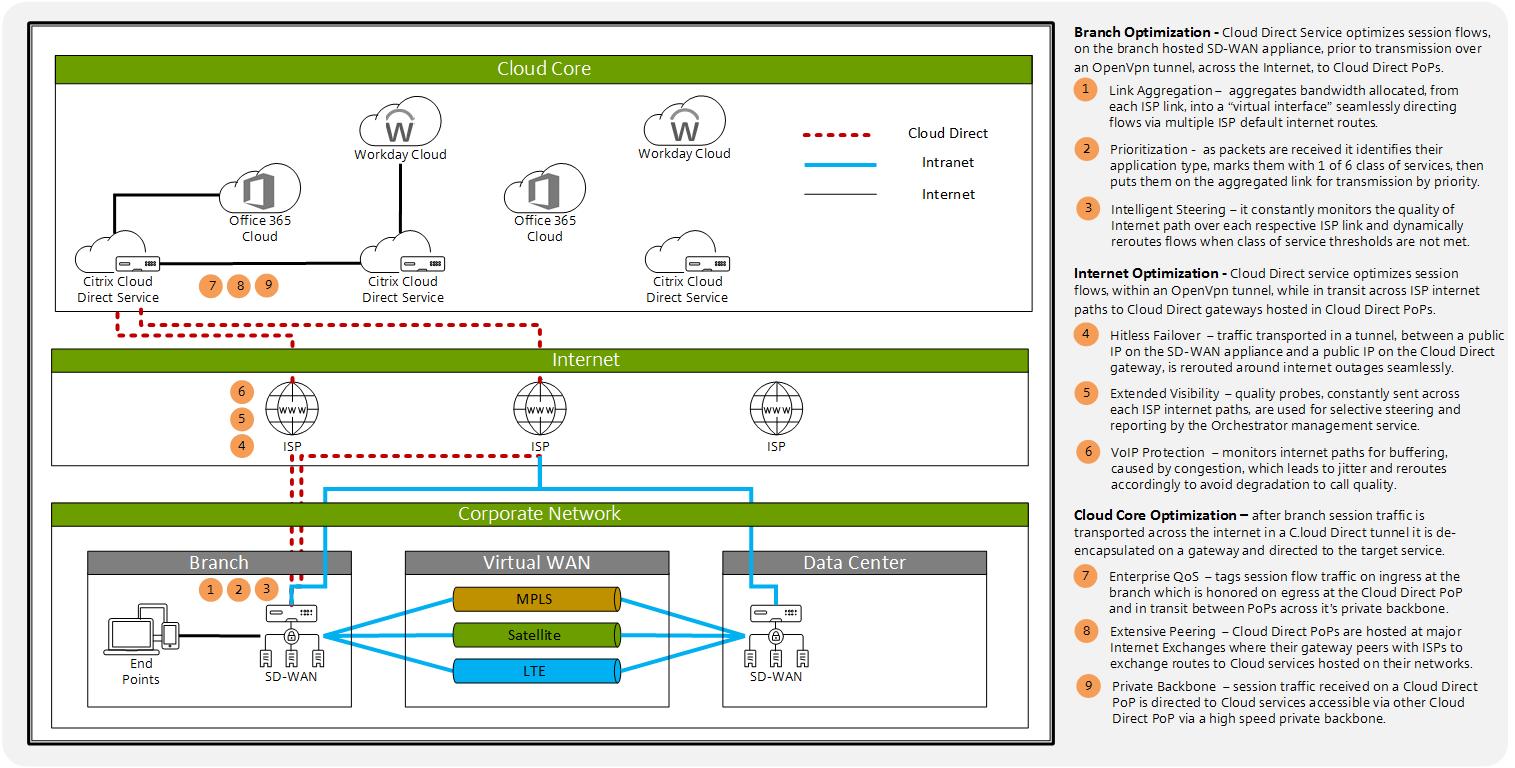 Cloud Core
Workday Cloud
Workday Cloud
Cloud Direct
Intranet
Internet
Office 365
Cloud
Office 365
Cloud
Citrix Cloud
Direct Service
7 8 9
Citrix Cloud
Direct Service
Citrix Cloud
Direct Service
Internet
6
5
4
WWW
ISP
WWW
ISP
WWW
ISP
Corporate Network
Branch
1 2 3
End
Points
SD-WAN
Virtual WAN
MPLS
Satellite
LTE
Data Center
SD-WAN
Branch Optimization - Cloud Direct Service optimizes session flows,
on the branch hosted SD-WAN appliance, prior to transmission over
an OpenVpn tunnel, across the Internet, to Cloud Direct PoPs.
1 Link Aggregation – aggregates bandwidth allocated, from
each ISP link, into a “virtual interface” seamlessly directing
flows via multiple ISP default internet routes.
2 Prioritization - as packets are received it identifies their
application type, marks them with 1 of 6 class of services, then
puts them on the aggregated link for transmission by priority.
3 Intelligent Steering – it constantly monitors the quality of
Internet path over each respective ISP link and dynamically
reroutes flows when class of service thresholds are not met.
Internet Optimization - Cloud Direct service optimizes session
flows, within an OpenVpn tunnel, while in transit across ISP internet
paths to Cloud Direct gateways hosted in Cloud Direct PoPs.
4 Hitless Failover – traffic transported in a tunnel, between a public
IP on the SD-WAN appliance and a public IP on the Cloud Direct
gateway, is rerouted around internet outages seamlessly.
5 Extended Visibility – quality probes, constantly sent across
each ISP internet paths, are used for selective steering and
reporting by the Orchestrator management service.
6 VoIP Protection – monitors internet paths for buffering,
caused by congestion, which leads to jitter and reroutes
accordingly to avoid degradation to call quality.
Cloud Core Optimization – after branch session traffic is
transported across the internet in a C.loud Direct tunnel it is de-
encapsulated on a gateway and directed to the target service.
7 Enterprise QoS – tags session flow traffic on ingress at the
branch which is honored on egress at the Cloud Direct PoP
and in transit between PoPs across it’s private backbone.
8 Extensive Peering – Cloud Direct PoPs are hosted at major
Internet Exchanges where their gateway peers with ISPs to
exchange routes to Cloud services hosted on their networks.
9 Private Backbone – session traffic received on a Cloud Direct
PoP is directed to Cloud services accessible via other Cloud
Direct PoP via a high speed private backbone.